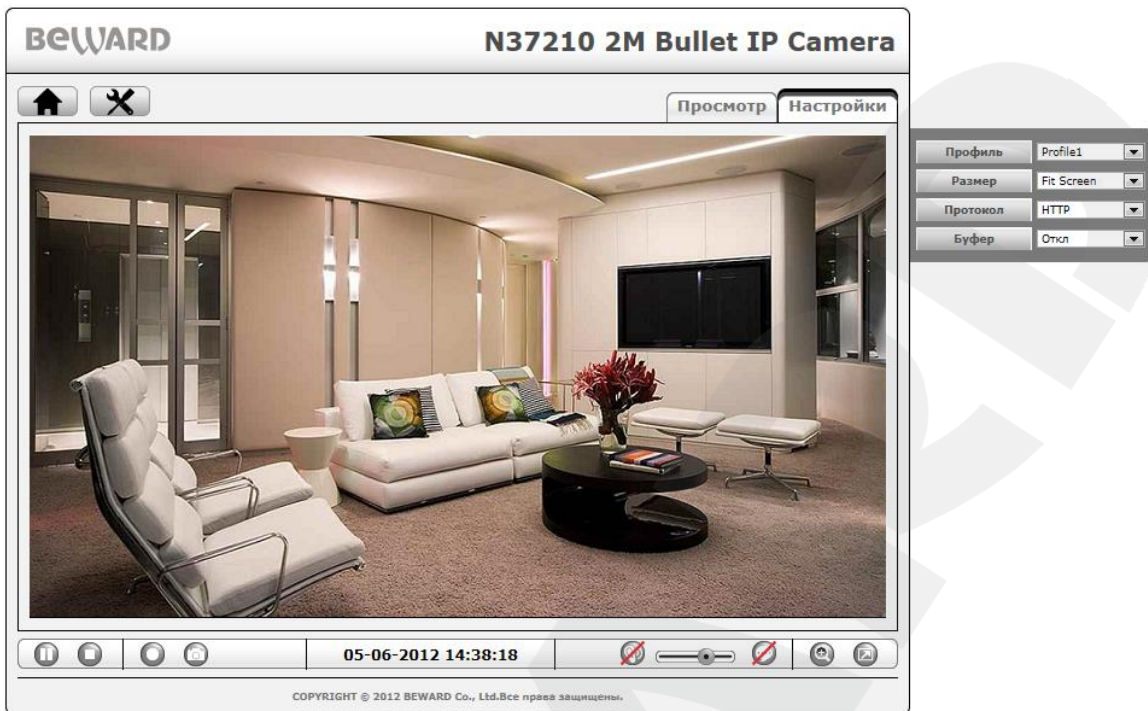 BEWARD
N37210 2M Bullet IP Camera
Просмотр
Настройки
Профиль Profile1
Размер Fit Screen
Протокол HTTP
Буфер Откл
05-06-2012 14:38:18
COPYRIGHT © 2012 BEWARD Co., Ltd.Все права защищены.